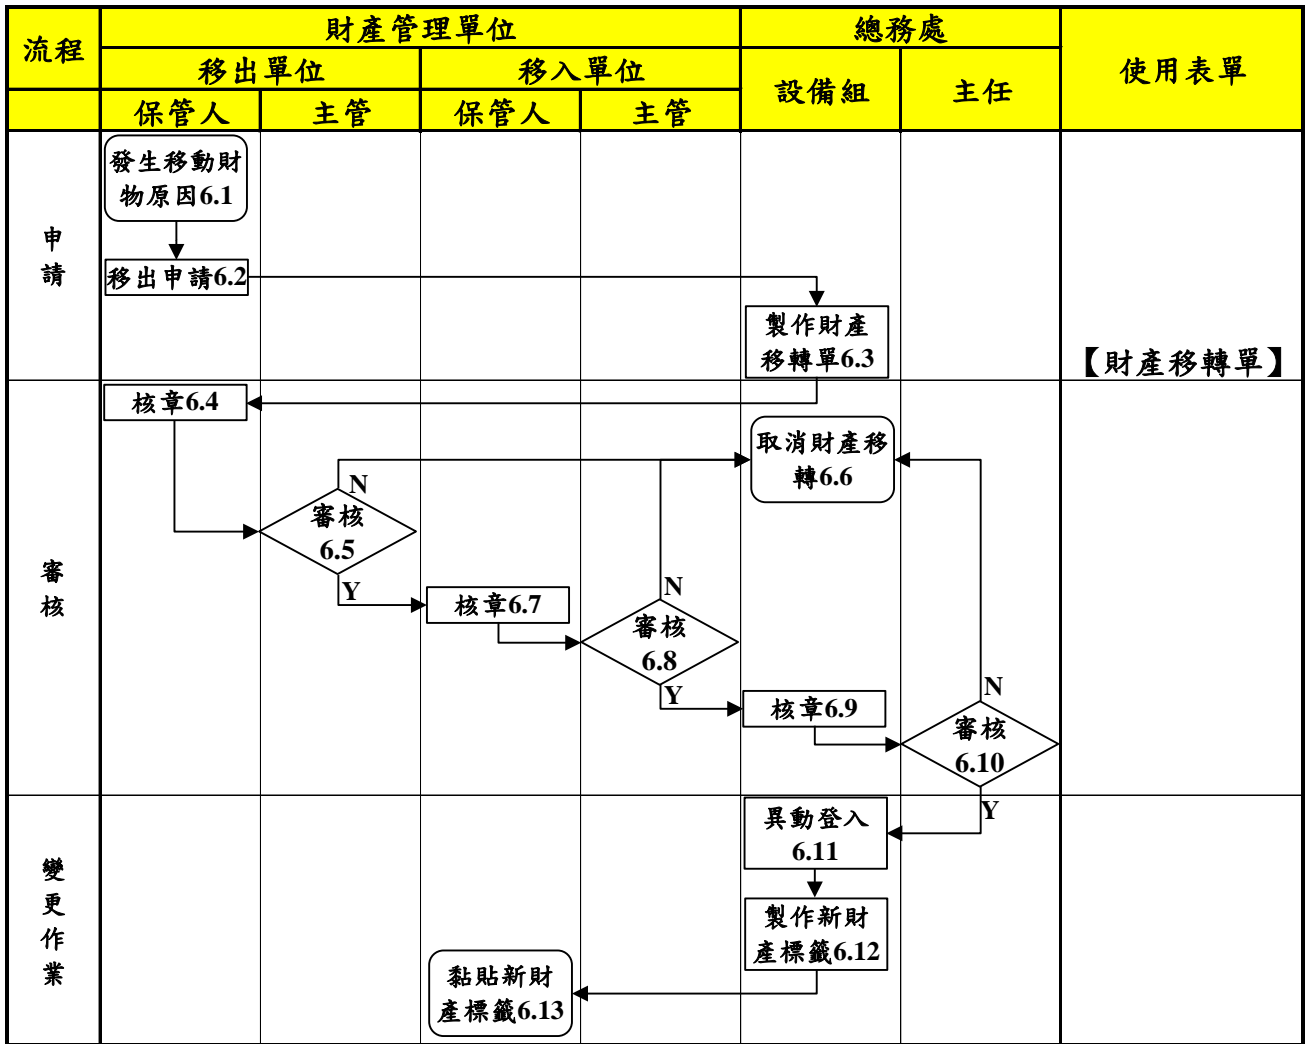 流程
財產管理單位
總務處
使用表單
移出單位
移入單位
設備組
主任
保管人
主管
保管人
主管
申
請
發生移動財
物原因6.1
移出申請6.2
製作財產
移轉單6.3
【財產移轉單】
審
核
核章6.4
取消財產移
轉6.6
N
審核
6.5
Y
核章6.7
N
審核
6.8
Y
核章6.9
N
審核
6.10
Y
變
更
作
業
異動登入
6.11
製作新財
產標籤6.12
黏貼新財
產標籤6.13